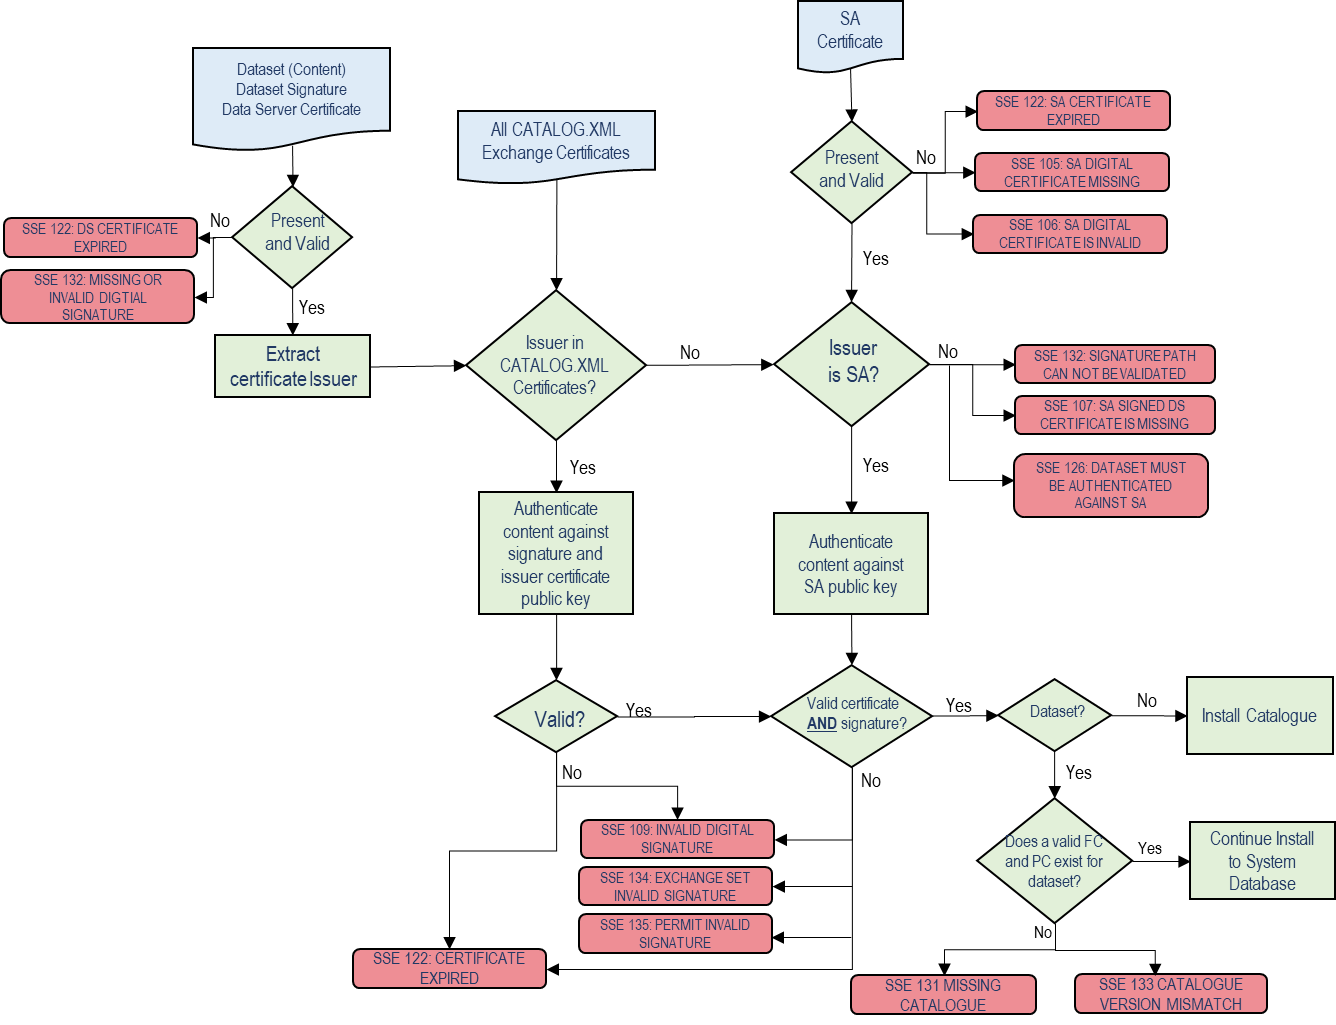 SA
Certificate
Dataset (Content)
Dataset Signature
Data Server Certificate
All CATALOG.XML
Exchange Certificates
SSE 122: SA CERTIFICATE
EXPIRED
Present
and Valid
No
SSE 105: SA DIGITAL
CERTIFICATE MISSING
SSE 106: SA DIGITAL
CERTIFICATE IS INVALID
Yes
Present
and Valid
No
SSE 122: DS CERTIFICATE
EXPIRED
SSE 132: MISSING OR
INVALID DIGTIAL
SIGNATURE
Yes
Extract
certificate Issuer
Issuer in
CATALOG.XML
Certificates?
No
Issuer
is SA?
No
SSE 132: SIGNATURE PATH
CAN NOT BE VALIDATED
SSE 107: SA SIGNED DS
CERTIFICATE IS MISSING
SSE 126: DATASET MUST
BE AUTHENTICATED
AGAINST SA
Yes
Yes
Authenticate
content against
signature and
issuer certificate
public key
Authenticate
content against
SA public key
Valid?
Yes
Valid certificate
AND signature?
Yes
Dataset?
No
Install Catalogue
No
No
Yes
SSE 109: INVALID DIGITAL
SIGNATURE
SSE 134: EXCHANGE SET
INVALID SIGNATURE
SSE 135: PERMIT INVALID
SIGNATURE
SSE 122: CERTIFICATE
EXPIRED
Does a valid FC
and PC exist for
dataset?
Yes
Continue Install
to System
Database
No
SSE 131 MISSING
CATALOGUE
SSE 133 CATALOGUE
VERSION MISMATCH